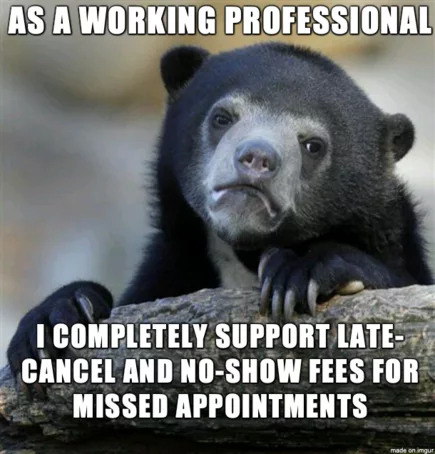 AS A WORKING PROFESSIONAL
I COMPLETELY SUPPORT LATE-
CANCEL AND NO-SHOW FEES FOR
MISSED APPOINTMENTS
made on imgur